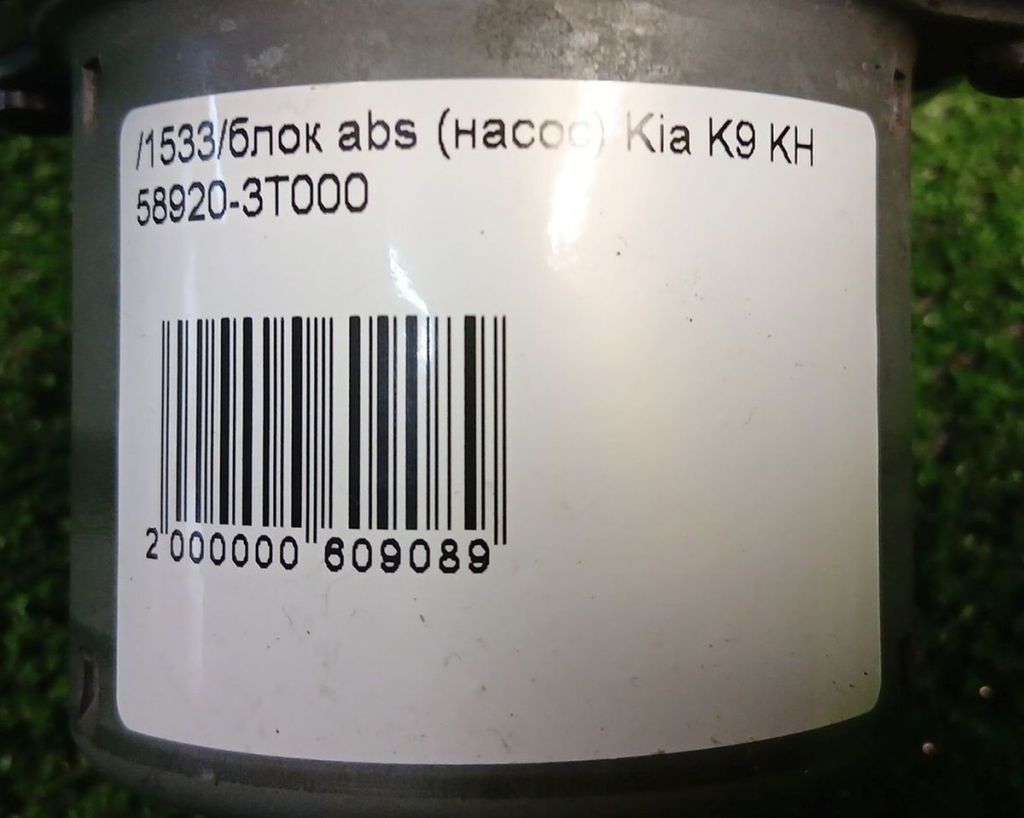 /1533/блок abs (насос) Kia K9 KH
58920-3T000
2 000000 609089